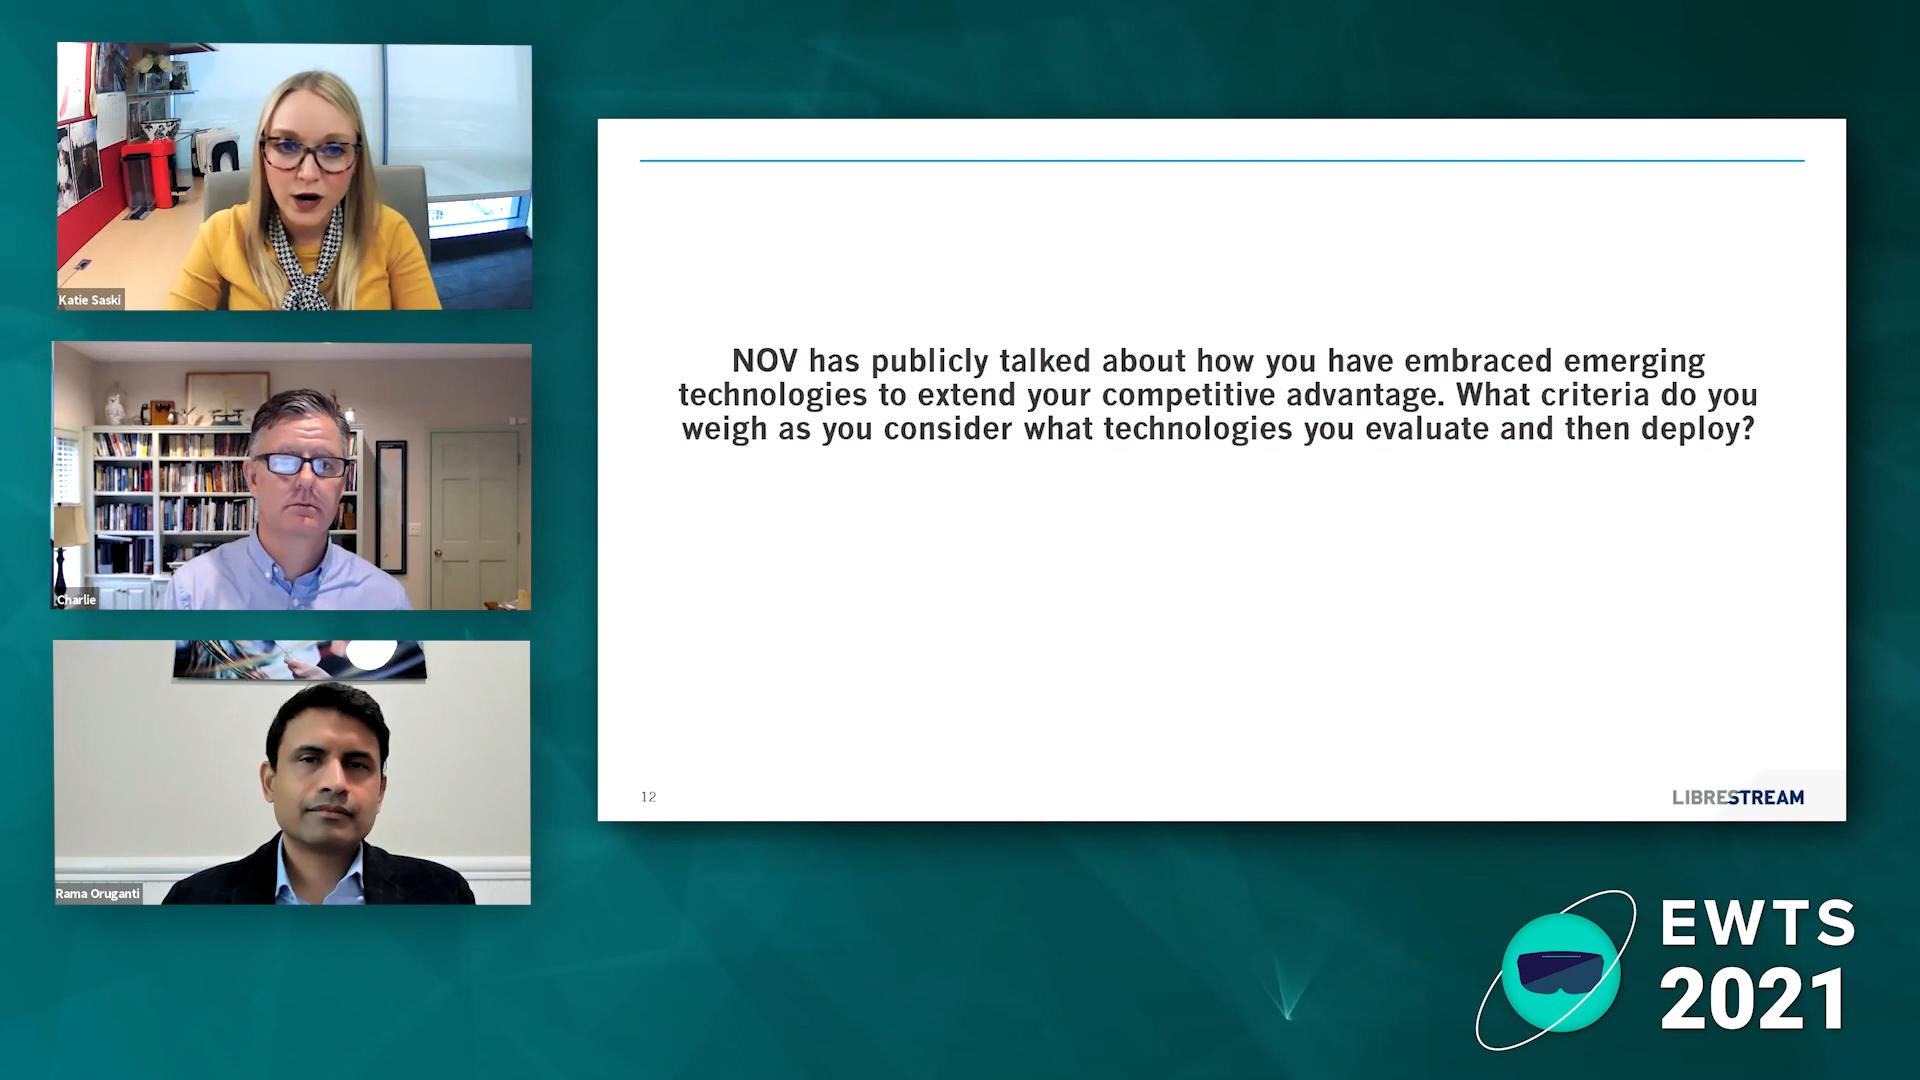 Katie Saski
Charlie
Rama Oruganti
NOV has publicly talked about how you have embraced emerging
technologies to extend your competitive advantage. What criteria do you
weigh as you consider what technologies you evaluate and then deploy?
12
LIBRESTREAM
EWTS
2021